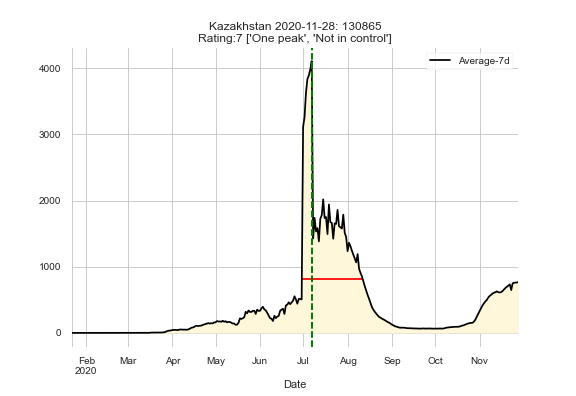 Kazakhstan 2020-11-28: 130865
Rating:7 ['One peak', 'Not in control']
Average-7d
4000
3000
2000
1000
0
Feb Mar Apr May Jun Jul Aug Sep Oct Nov
2020
Date